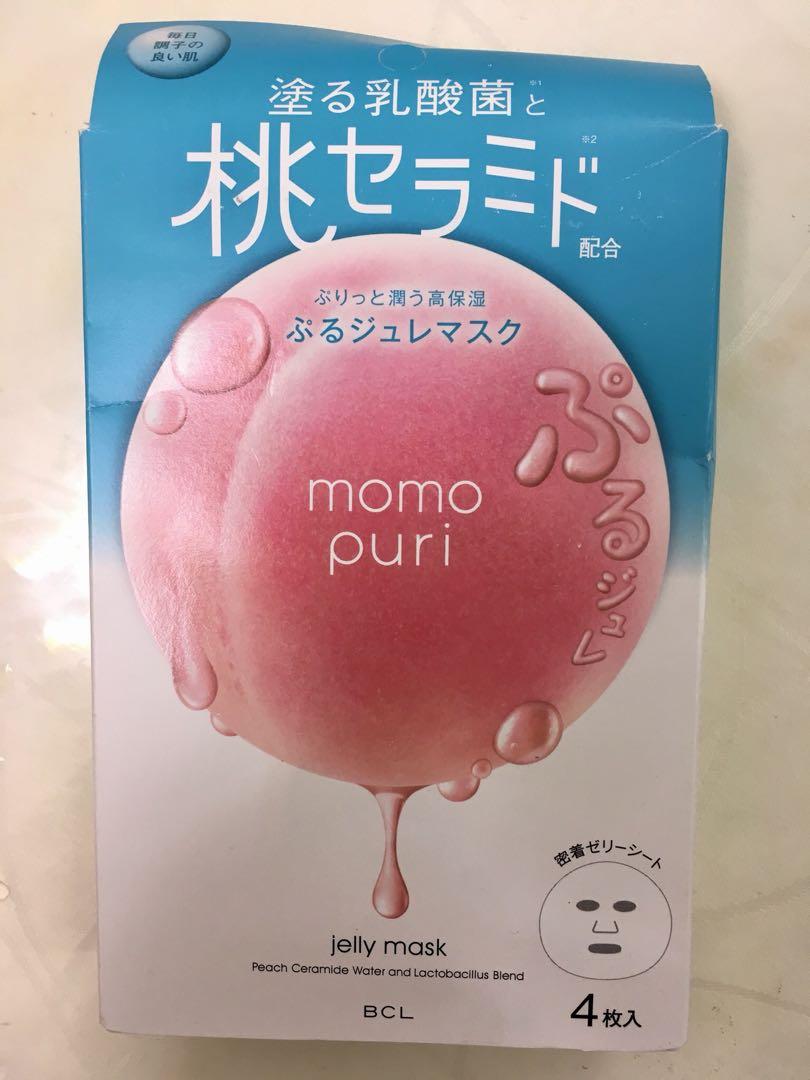 毎日
調子の
良い肌
塗る乳酸菌※1と
桃セラミド※2
配合
ぷりっと潤う高保湿
ぷるジュレマスク
ぷるジュレ
momo
puri
密着ゼリーシート
jelly mask
Peach Ceramide Water and Lactobacillus Blend
BCL
4枚入